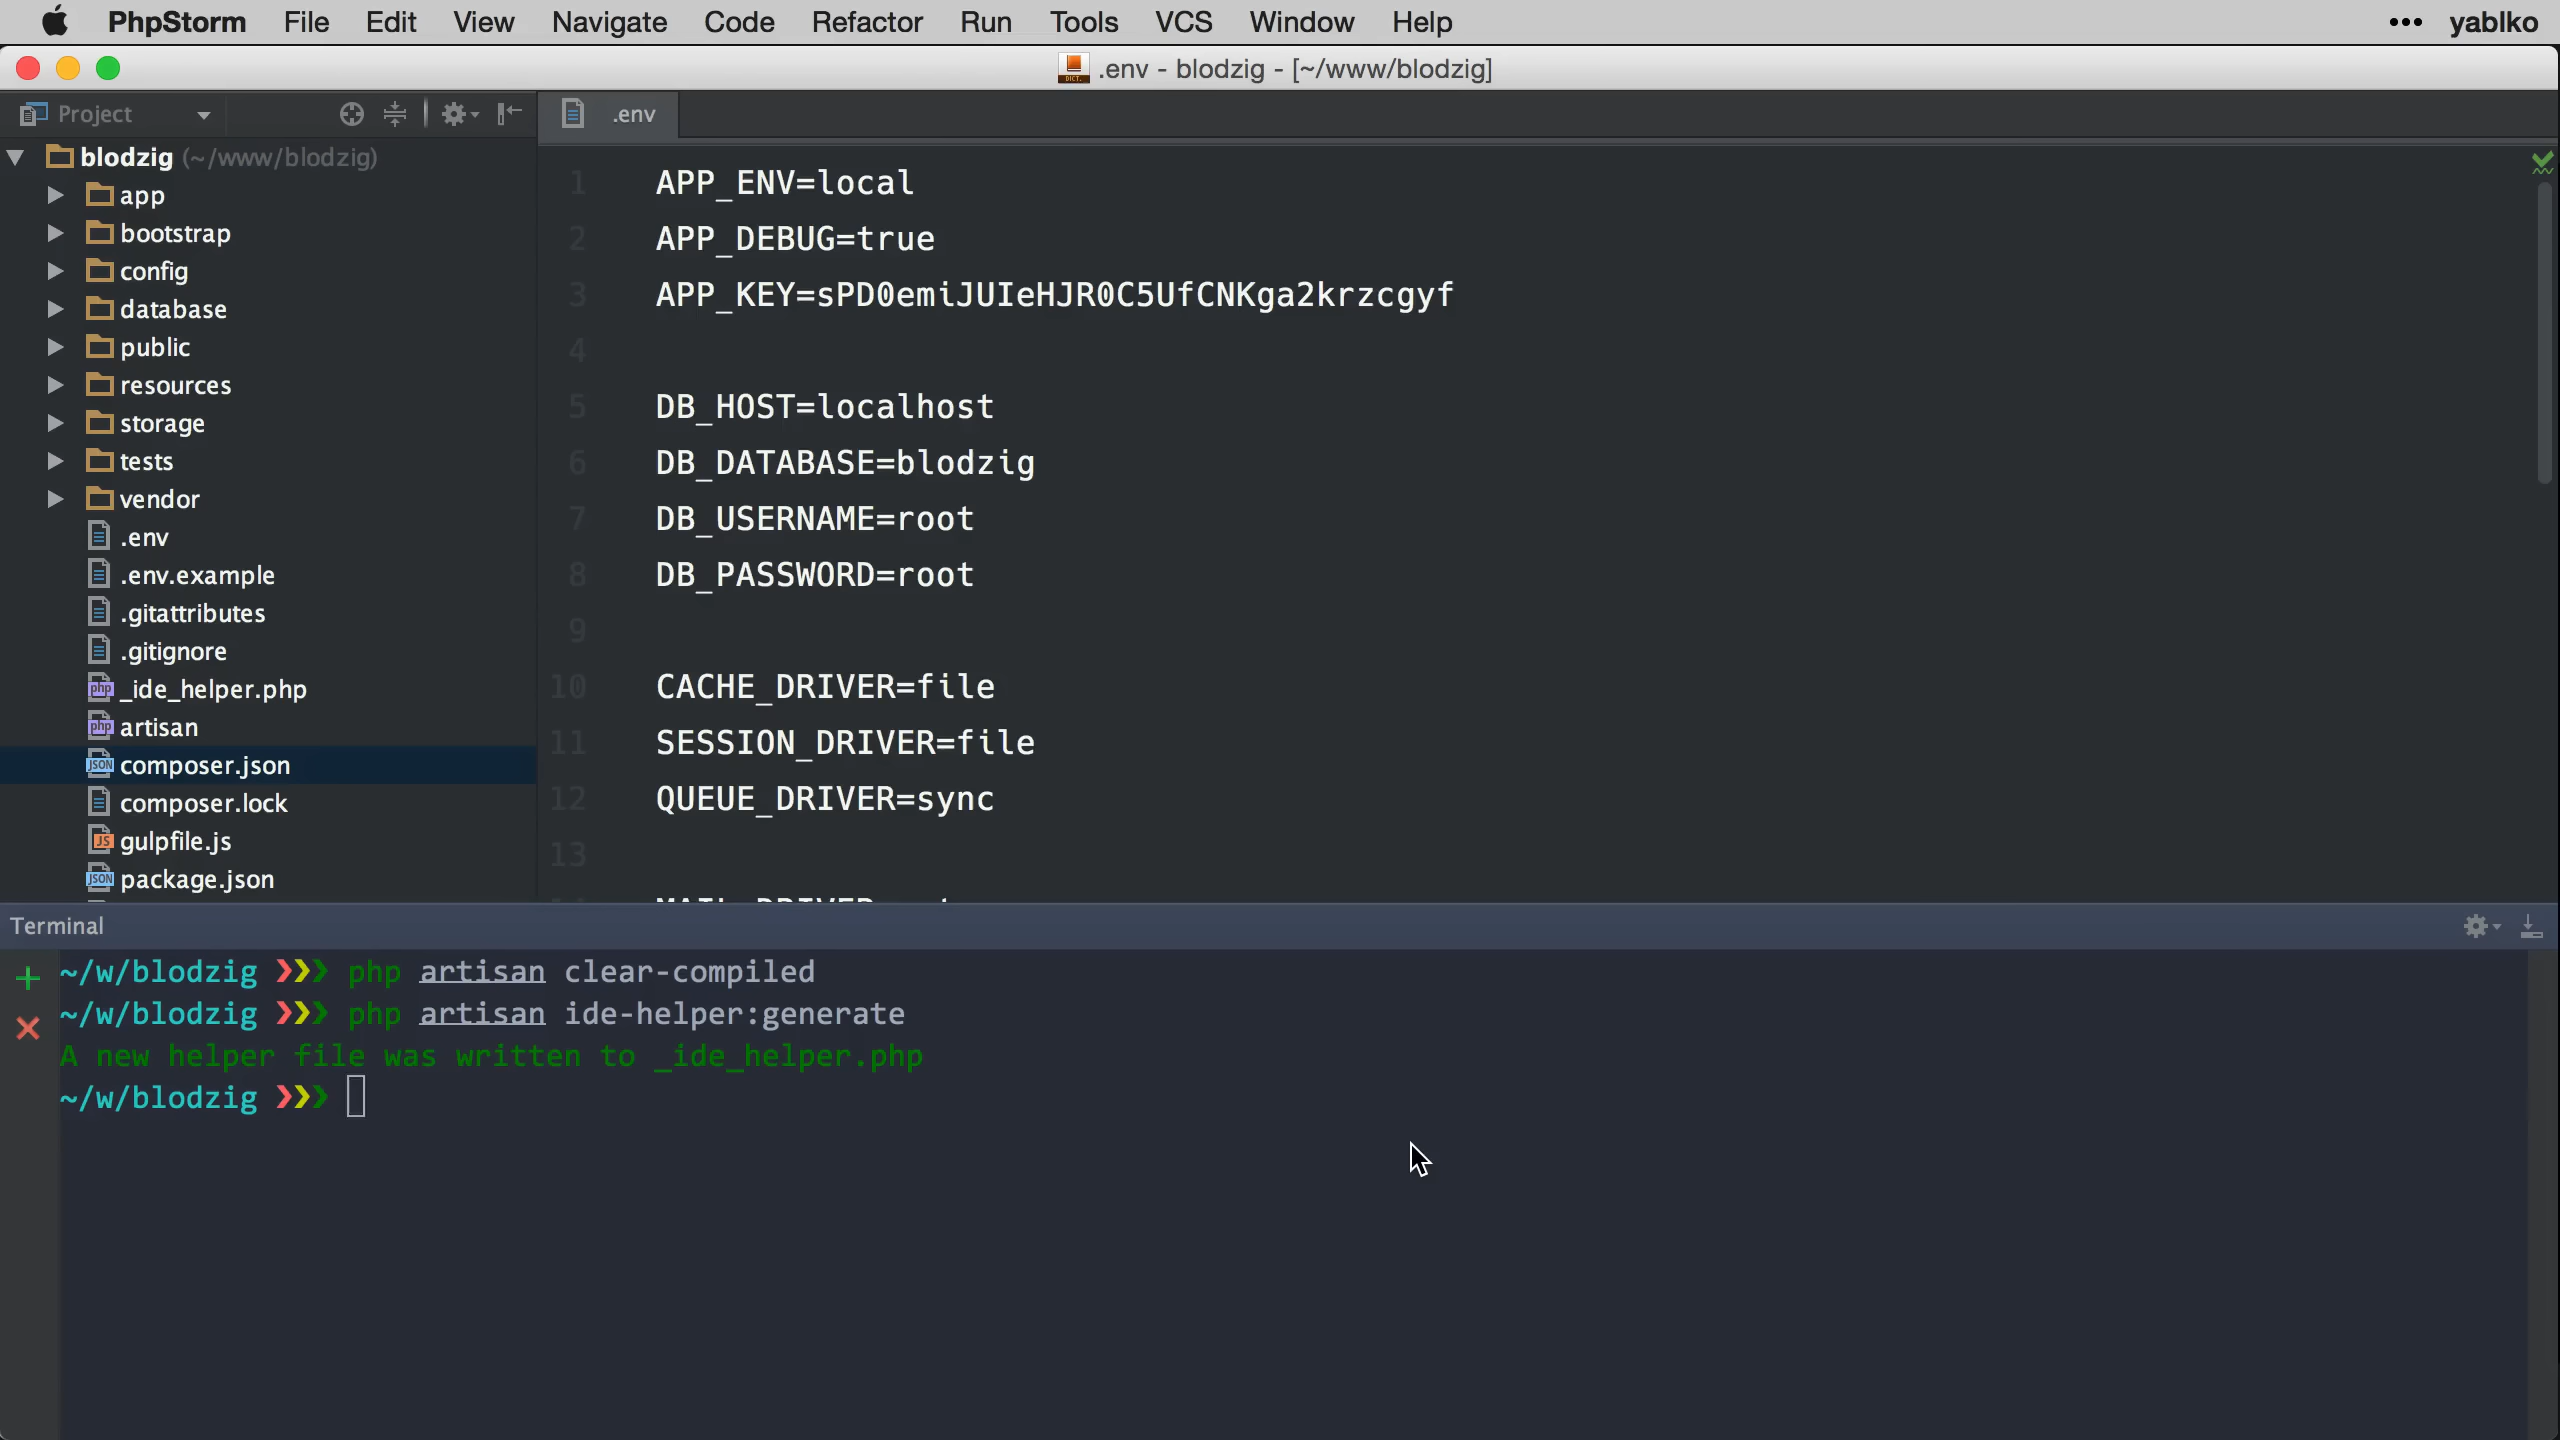 PhpStorm File Edit View Navigate Code Refactor Run Tools VCS Window Help ••• yablko
.env - blodzig - [~/www/blodzig]
Project
.env
blodzig (~/www/blodzig)
app
bootstrap
config
database
public
resources
storage
tests
vendor
.env
.env.example
.gitattributes
.gitignore
_ide_helper.php
artisan
composer.json
composer.lock
gulpfile.js
package.json
1 APP_ENV=local
2 APP_DEBUG=true
3 APP_KEY=sPD0emiJUIeHJR0C5UfCNKga2krzcgyf
4
5 DB_HOST=localhost
6 DB_DATABASE=blodzig
7 DB_USERNAME=root
8 DB_PASSWORD=root
9
10 CACHE_DRIVER=file
11 SESSION_DRIVER=file
12 QUEUE_DRIVER=sync
13
Terminal
~/w/blodzig ❯❯❯ php artisan clear-compiled
~/w/blodzig ❯❯❯ php artisan ide-helper:generate
A new helper file was written to _ide_helper.php
~/w/blodzig ❯❯❯